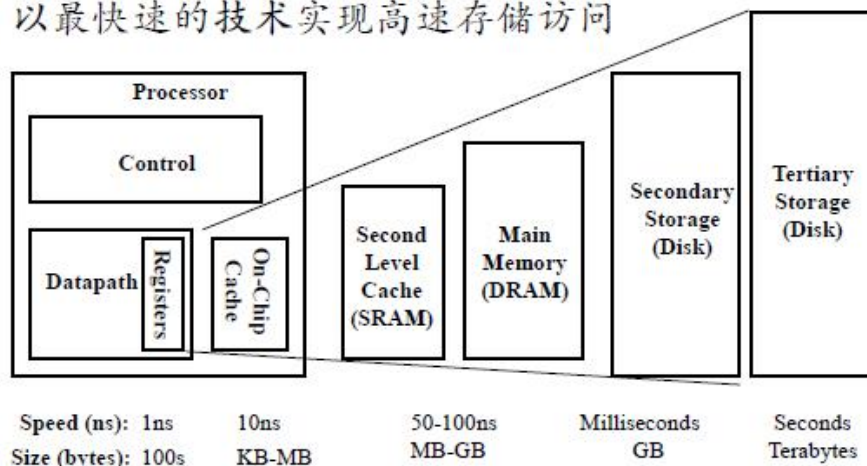 以最快速的技术实现高速存储访问
Processor
Control
Datapath
Registers
On-Chip
Cache
Second
Level
Cache
(SRAM)
Main
Memory
(DRAM)
Secondary
Storage
(Disk)
Tertiary
Storage
(Disk)
Speed (ns): 1ns 10ns 50-100ns Milliseconds Seconds
Size (bytes): 100s KB-MB MB-GB GB Terabytes